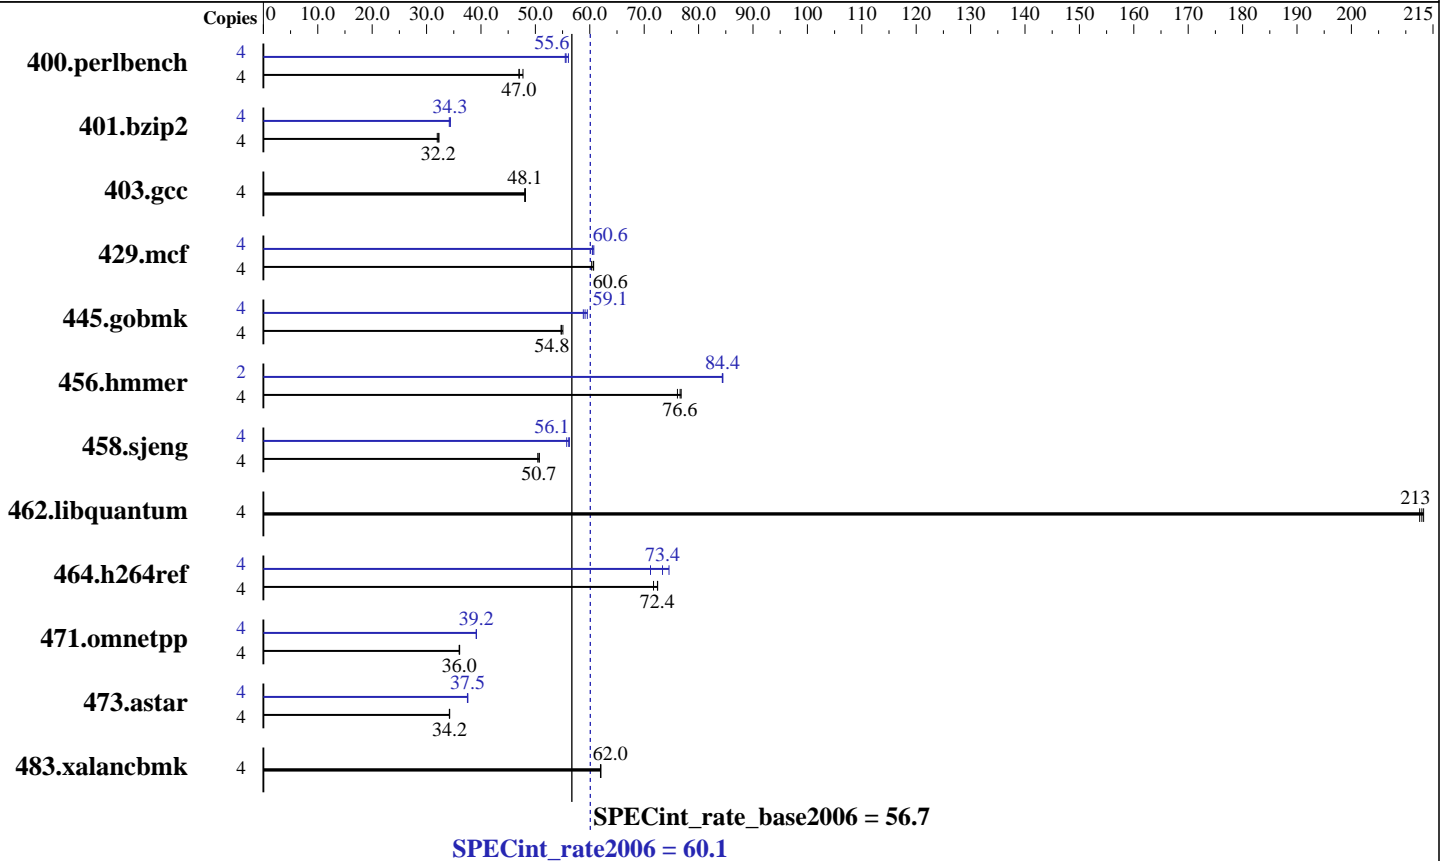 Copies 0 10.0 20.0 30.0 40.0 50.0 60.0 70.0 80.0 90.0 100 110 120 130 140 150 160 170 180 190 200 215
400.perlbench 4 55.6
4 47.0
401.bzip2 4 34.3
4 32.2
403.gcc 4 48.1
429.mcf 4 60.6
4 60.6
445.gobmk 4 59.1
4 54.8
456.hmmer 2 84.4
4 76.6
458.sjeng 4 56.1
4 50.7
462.libquantum 4 213
464.h264ref 4 73.4
4 72.4
471.omnetpp 4 39.2
4 36.0
473.astar 4 37.5
4 34.2
483.xalancbmk 4 62.0
SPECint_rate_base2006 = 56.7
SPECint_rate2006 = 60.1